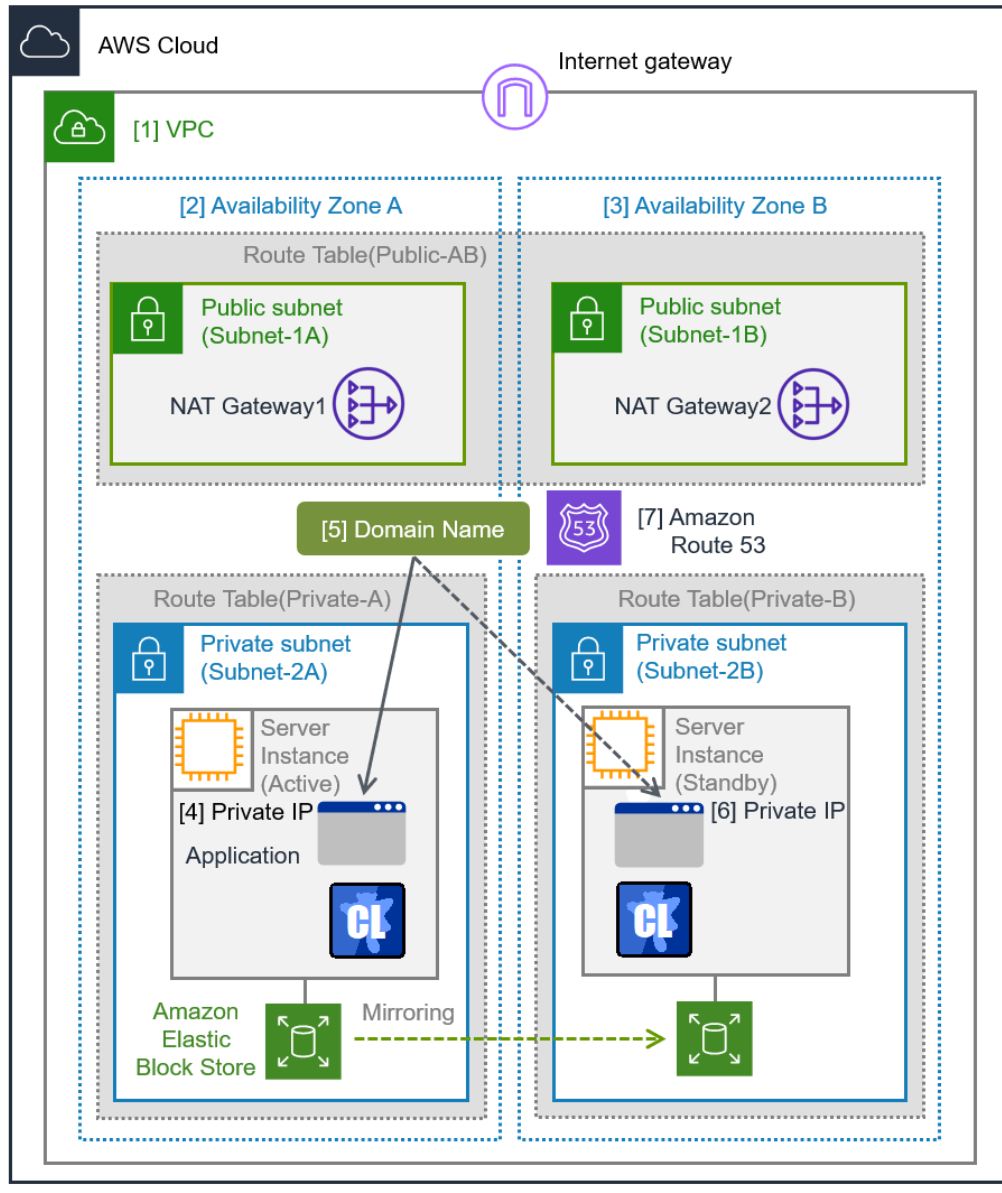 AWS Cloud
Internet gateway
[1] VPC
[2] Availability Zone A
[3] Availability Zone B
Route Table(Public-AB)
Public subnet
(Subnet-1A)
Public subnet
(Subnet-1B)
NAT Gateway1
NAT Gateway2
[5] Domain Name
53
[7] Amazon
Route 53
Route Table(Private-A)
Route Table(Private-B)
Private subnet
(Subnet-2A)
Private subnet
(Subnet-2B)
Server
Instance
(Active)
Server
Instance
(Standby)
[4] Private IP
[6] Private IP
Application
CL
CL
Amazon
Elastic
Block Store
Mirroring